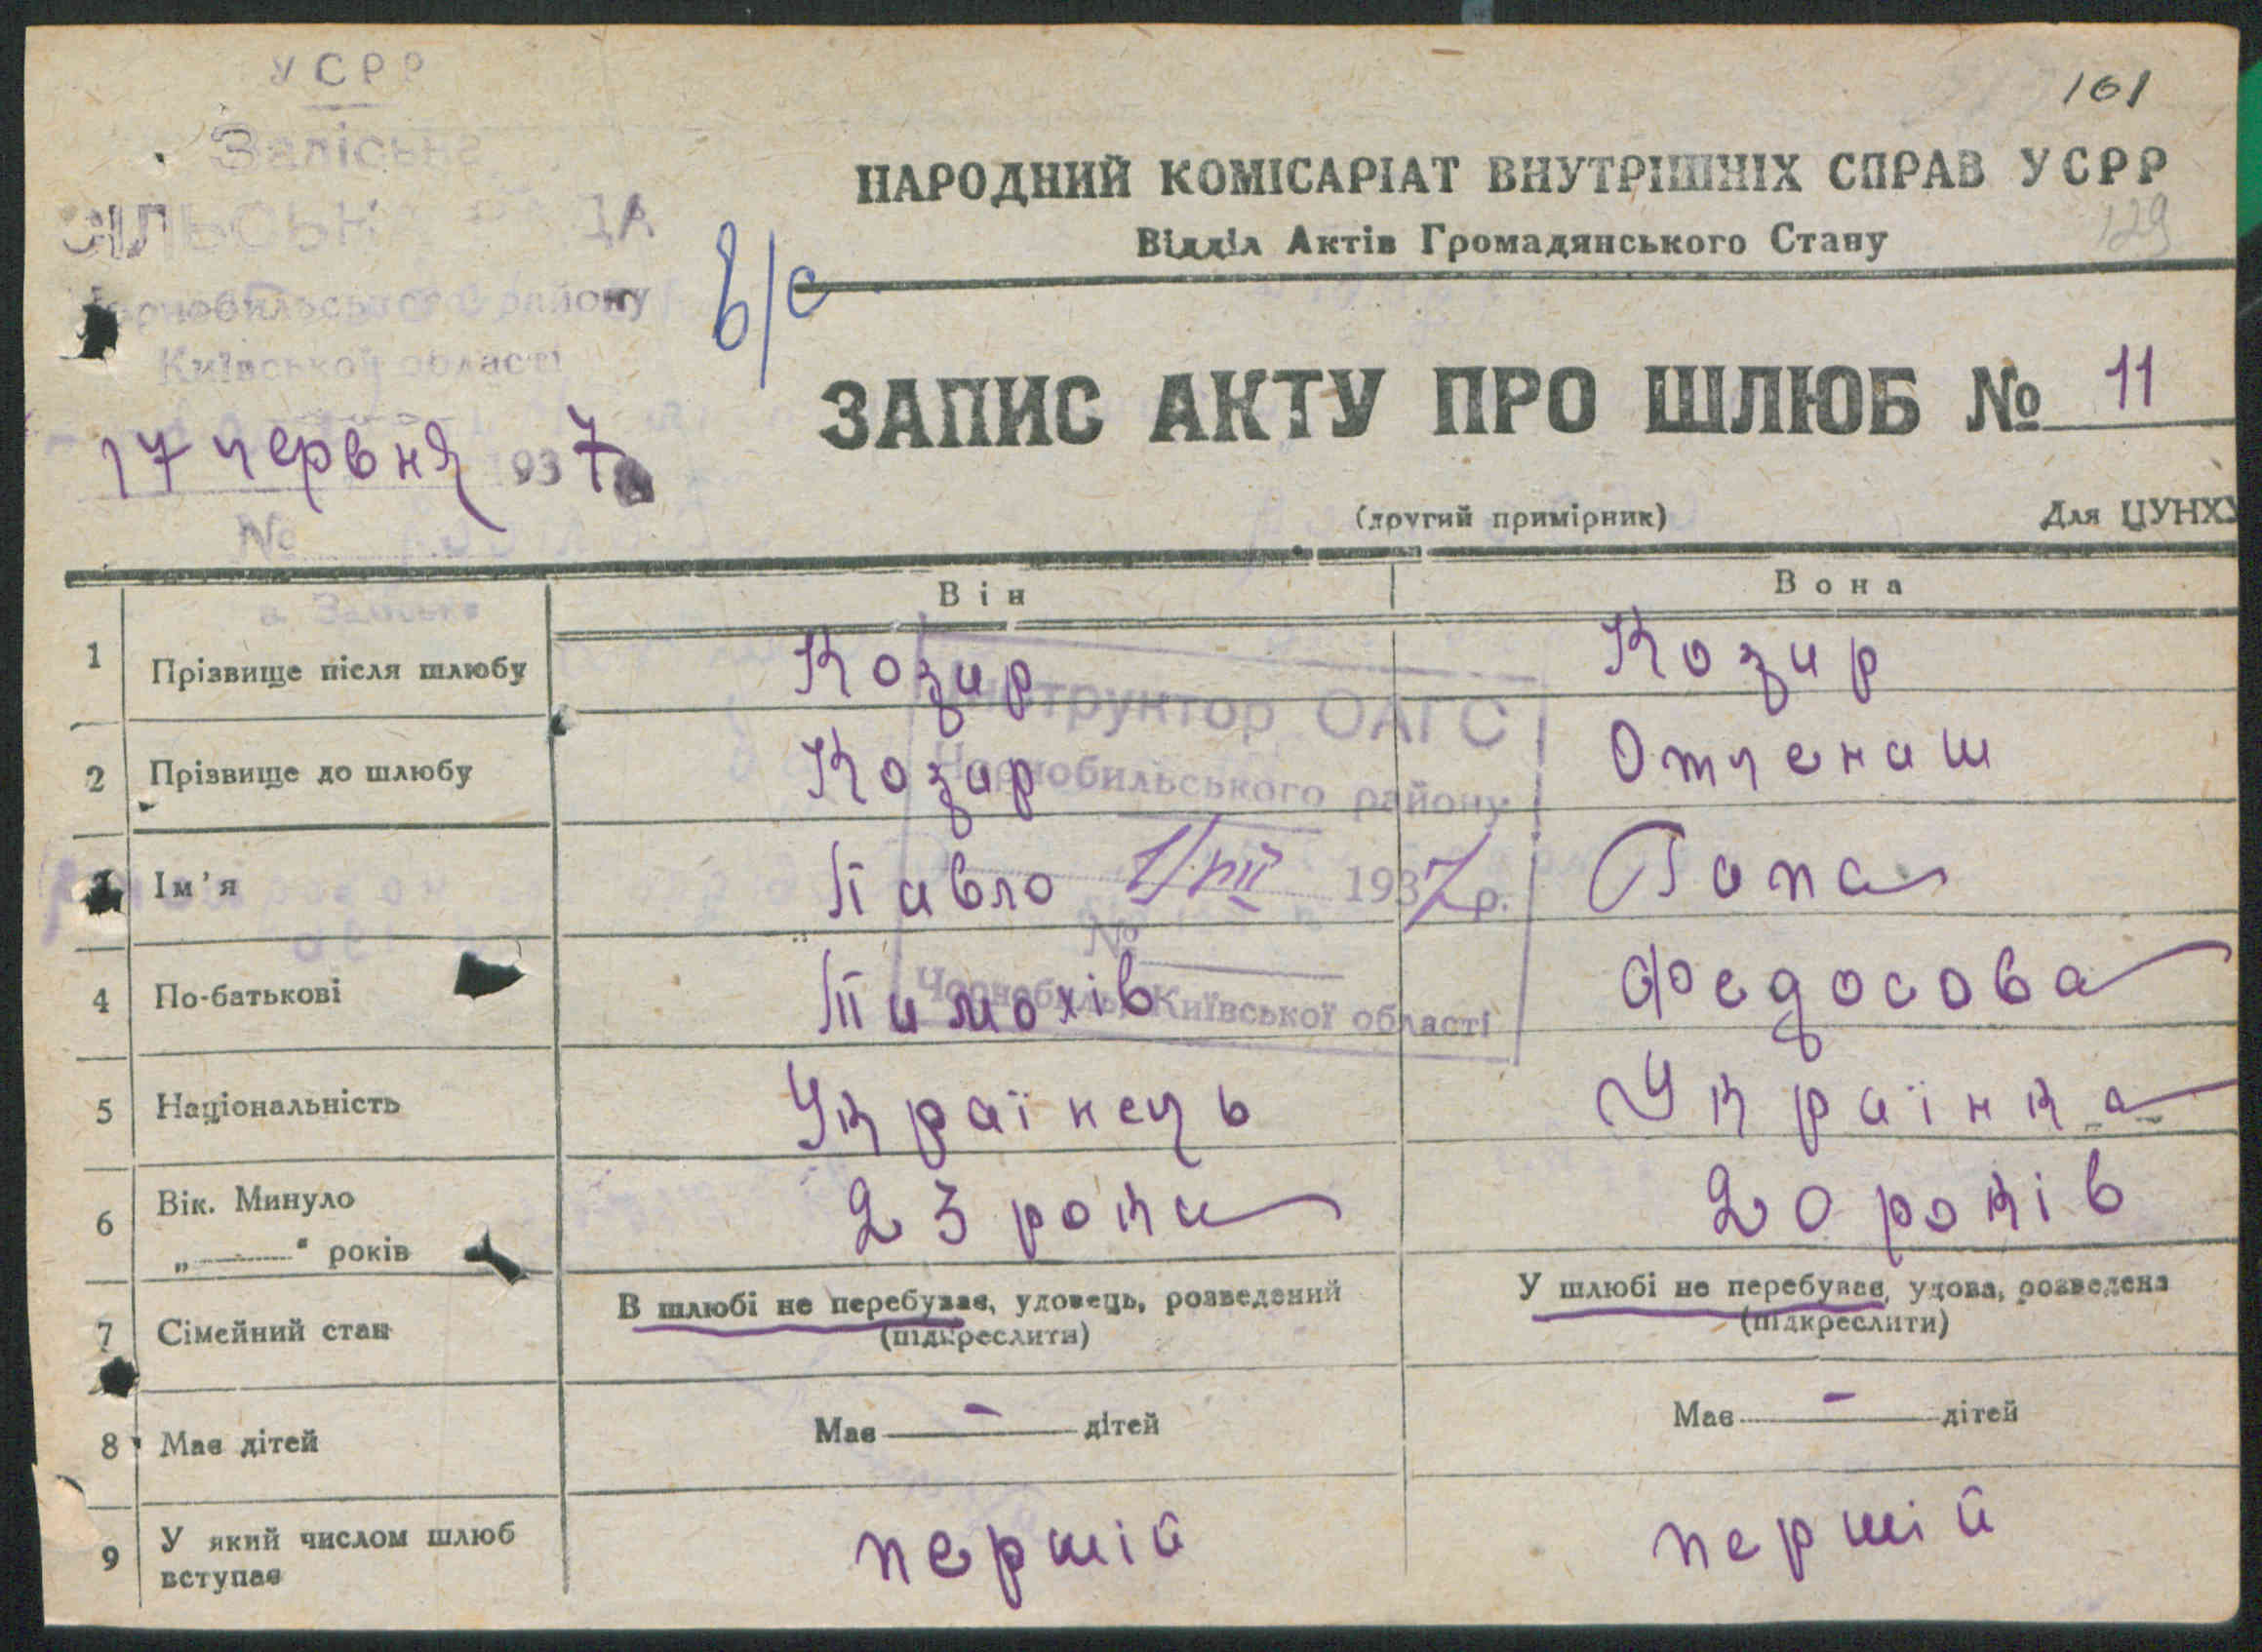 УСРР
Заліська
СІЛЬСЬКА РАДА
Чорнобильського району
Київської області
17 червня 1937
№
с. Заліське
161
НАРОДНИЙ КОМІСАРІАТ ВНУТРІШНІХ СПРАВ УСРР
Відділ Актів Громадянського Стану
129
в/с
ЗАПИС АКТУ ПРО ШЛЮБ № 11
(другий примірник) Для ЦУНХУ
Він Вона
1 Прізвище після шлюбу Козир Козир
2 Прізвище до шлюбу Козир Отченаш
3 Ім'я Павло Гапа
4 По-батькові Тимохів Федосова
5 Національність Українець Українка
6 Вік. Минуло
„ “ років 23 роки 20 років
7 Сімейний стан В шлюбі не перебуває, удовець, розведений У шлюбі не перебуває, удова, розведена
(підкреслити) (підкреслити)
8 Має дітей Має - дітей Має - дітей
9 У який числом шлюб
вступає першій першій
Інструктор ОАГС
Чорнобильського району
1/VII 1937 р.
№
Чорнобиль, Київської області